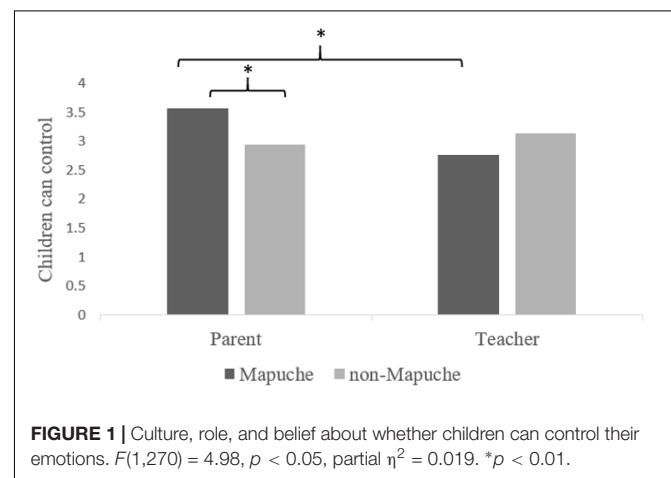 *
*
4
3.5
3
2.5
2
1.5
1
0.5
0
Children can control
Parent
Teacher
Mapuche
non-Mapuche
FIGURE 1 | Culture, role, and belief about whether children can control their
emotions. F(1,270) = 4.98, p < 0.05, partial η² = 0.019. *p < 0.01.